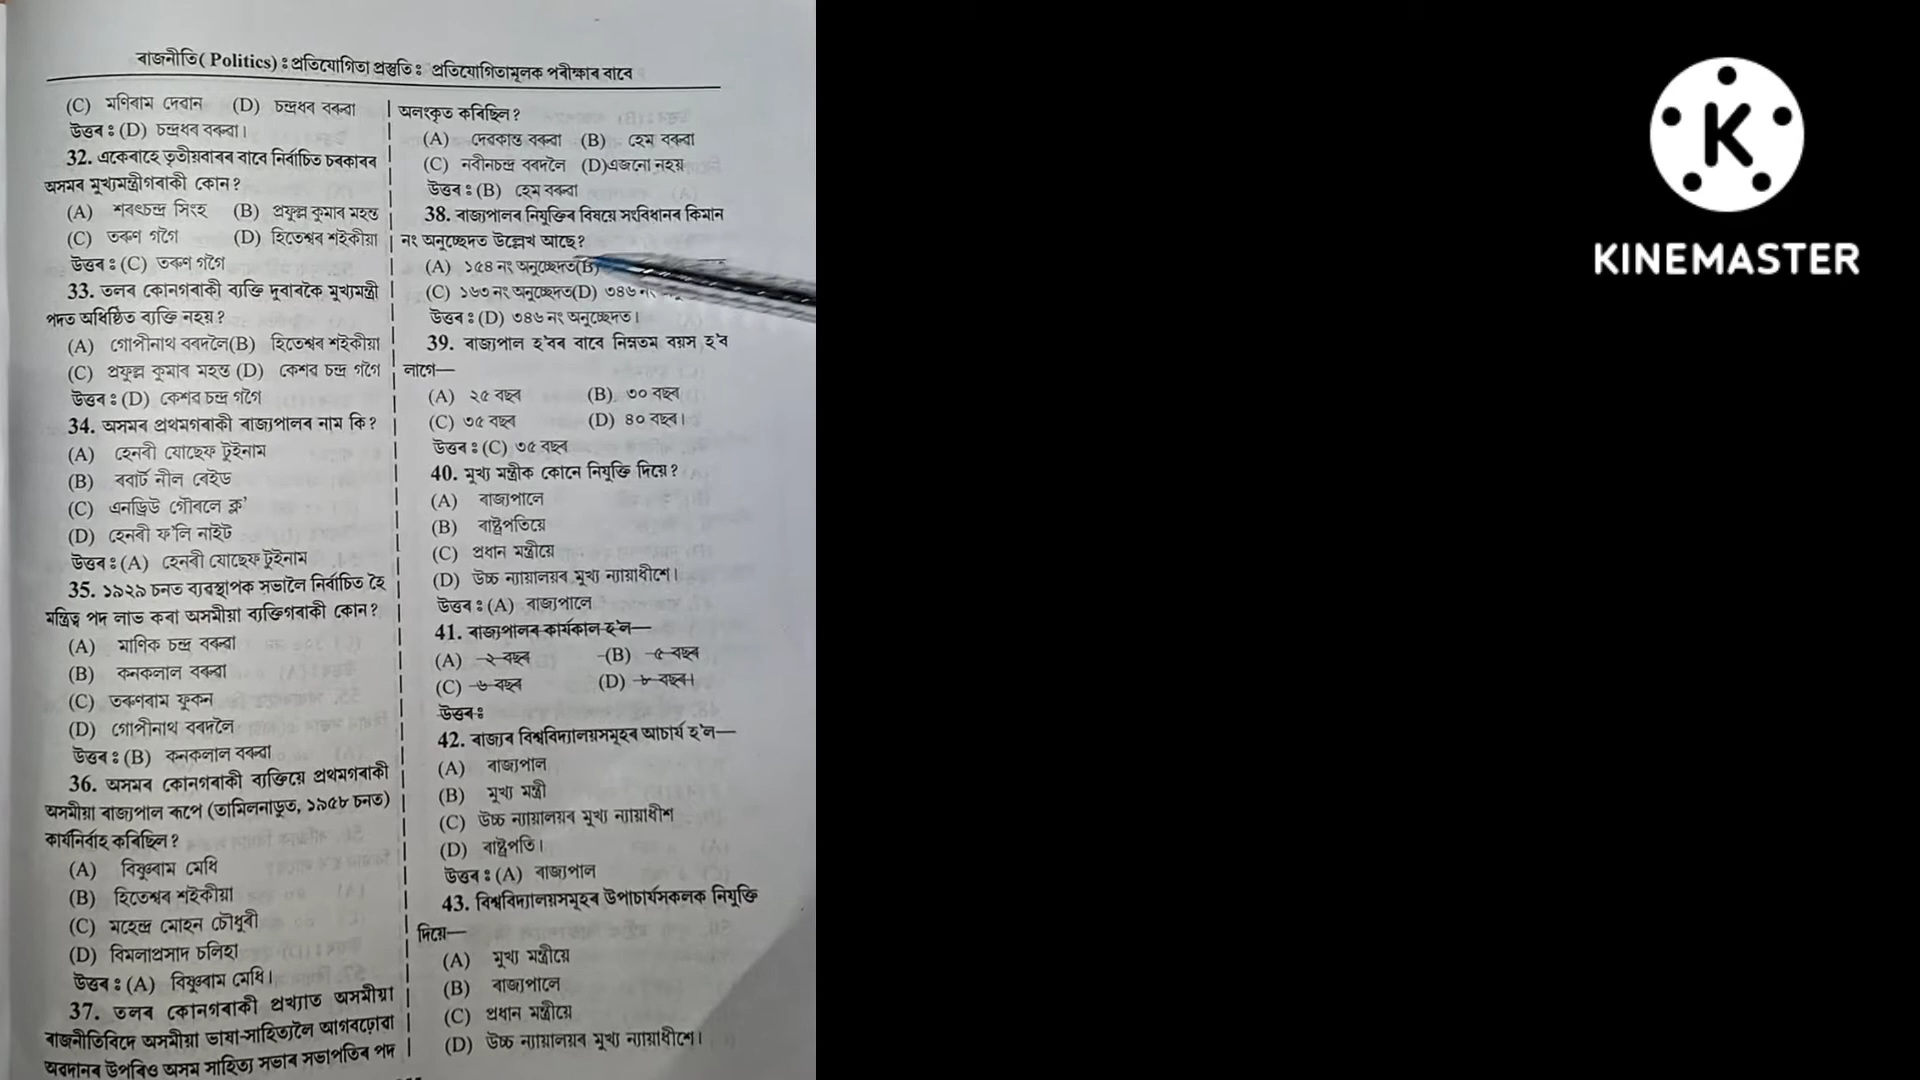 ৰাজনীতি( Politics) : প্ৰতিযোগিতা প্ৰস্তুতি : প্ৰতিযোগিতামূলক পৰীক্ষাৰ বাবে
(C) মণিৰাম দেৱান (D) চন্দ্ৰধৰ বৰুৱা
উত্তৰ : (D) চন্দ্ৰধৰ বৰুৱা।
32. একেৰাহে তৃতীয়বাৰৰ বাবে নিৰ্বাচিত চৰকাৰৰ
অসমৰ মুখ্যমন্ত্ৰীগৰাকী কোন?
(A) শৰৎচন্দ্ৰ সিংহ (B) প্ৰফুল্ল কুমাৰ মহন্ত
(C) তৰুণ গগৈ (D) হিতেশ্বৰ শইকীয়া
উত্তৰ : (C) তৰুণ গগৈ
33. তলৰ কোনগৰাকী ব্যক্তি দুবাৰকৈ মুখ্যমন্ত্ৰী
পদত অধিষ্ঠিত ব্যক্তি নহয়?
(A) গোপীনাথ বৰদলৈ(B) হিতেশ্বৰ শইকীয়া
(C) প্ৰফুল্ল কুমাৰ মহন্ত (D) কেশৱ চন্দ্ৰ গগৈ
উত্তৰ : (D) কেশৱ চন্দ্ৰ গগৈ
34. অসমৰ প্ৰথমগৰাকী ৰাজ্যপালৰ নাম কি?
(A) হেনৰী যোছেফ টুইনাম
(B) ৰবাৰ্ট নীল ৰেইড
(C) এনড্ৰিউ গৌৰলে ক্ল'
(D) হেনৰী ফ'লি নাইট
উত্তৰ : (A) হেনৰী যোছেফ টুইনাম
35. ১৯২৯ চনত ব্যৱস্থাপক সভালৈ নিৰ্বাচিত হৈ
মন্ত্ৰিত্ব পদ লাভ কৰা অসমীয়া ব্যক্তিগৰাকী কোন?
(A) মাণিক চন্দ্ৰ বৰুৱা
(B) কনকলাল বৰুৱা
(C) তৰুণৰাম ফুকন
(D) গোপীনাথ বৰদলৈ
উত্তৰ : (B) কনকলাল বৰুৱা
36. অসমৰ কোনগৰাকী ব্যক্তিয়ে প্ৰথমগৰাকী
অসমীয়া ৰাজ্যপাল ৰূপে (তামিলনাডুত, ১৯৫৮ চনত)
কাৰ্যনিৰ্বাহ কৰিছিল?
(A) বিষ্ণুৰাম মেধি
(B) হিতেশ্বৰ শইকীয়া
(C) মহেন্দ্ৰ মোহন চৌধুৰী
(D) বিমলাপ্ৰসাদ চলিহা
উত্তৰ : (A) বিষ্ণুৰাম মেধি।
37. তলৰ কোনগৰাকী প্ৰখ্যাত অসমীয়া
ৰাজনীতিবিদে অসমীয়া ভাষা-সাহিত্যলৈ আগবঢ়োৱা
অৱদানৰ উপৰিও অসম সাহিত্য সভাৰ সভাপতিৰ পদ
অলংকৃত কৰিছিল?
(A) দেৱকান্ত বৰুৱা (B) হেম বৰুৱা
(C) নবীনচন্দ্ৰ বৰদলৈ (D)এজনো নহয়
উত্তৰ : (B) হেম বৰুৱা
38. ৰাজ্যপালৰ নিযুক্তিৰ বিষয়ে সংবিধানৰ কিমান
নং অনুচ্ছেদত উল্লেখ আছে?
(A) ১৫৪ নং অনুচ্ছেদত(B)
(C) ১৬৩ নং অনুচ্ছেদত(D) ৩৪৬ নং
উত্তৰ : (D) ৩৪৬ নং অনুচ্ছেদত।
39. ৰাজ্যপাল হ'বৰ বাবে নিম্নতম বয়স হ'ব
লাগে—
(A) ২৫ বছৰ (B) ৩০ বছৰ
(C) ৩৫ বছৰ (D) ৪০ বছৰ।
উত্তৰ : (C) ৩৫ বছৰ
40. মুখ্য মন্ত্ৰীক কোনে নিযুক্তি দিয়ে?
(A) ৰাজ্যপালে
(B) ৰাষ্ট্ৰপতিয়ে
(C) প্ৰধান মন্ত্ৰীয়ে
(D) উচ্চ ন্যায়ালয়ৰ মুখ্য ন্যায়াধীশে।
উত্তৰ : (A) ৰাজ্যপালে
41. ৰাজ্যপালৰ কাৰ্যকাল হ'ল—
(A) ২ বছৰ (B) ৫ বছৰ
(C) ৬ বছৰ (D) ৮ বছৰ।
উত্তৰ :
42. ৰাজ্যৰ বিশ্ববিদ্যালয়সমূহৰ আচাৰ্য হ'ল—
(A) ৰাজ্যপাল
(B) মুখ্য মন্ত্ৰী
(C) উচ্চ ন্যায়ালয়ৰ মুখ্য ন্যায়াধীশ
(D) ৰাষ্ট্ৰপতি।
উত্তৰ : (A) ৰাজ্যপাল
43. বিশ্ববিদ্যালয়সমূহৰ উপাচাৰ্যসকলক নিযুক্তি
দিয়ে—
(A) মুখ্য মন্ত্ৰীয়ে
(B) ৰাজ্যপালে
(C) প্ৰধান মন্ত্ৰীয়ে
(D) উচ্চ ন্যায়ালয়ৰ মুখ্য ন্যায়াধীশে।
K
KINEMASTER